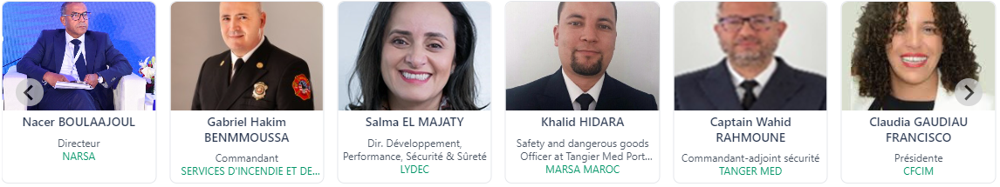 Nacer BOULAAJOUL
Directeur
NARSA
Gabriel Hakim
BENMMOUSSA
Commandant
SERVICES D'INCENDIE ET DE...
Salma EL MAJATY
Dir. Développement,
Performance, Sécurité & Sûreté
LYDEC
Khalid HIDARA
Safety and dangerous goods
Officer at Tangier Med Port...
MARSA MAROC
Captain Wahid
RAHMOUNE
Commandant-adjoint sécurité
TANGER MED
Claudia GAUDIAU
FRANCISCO
Présidente
CFCIM